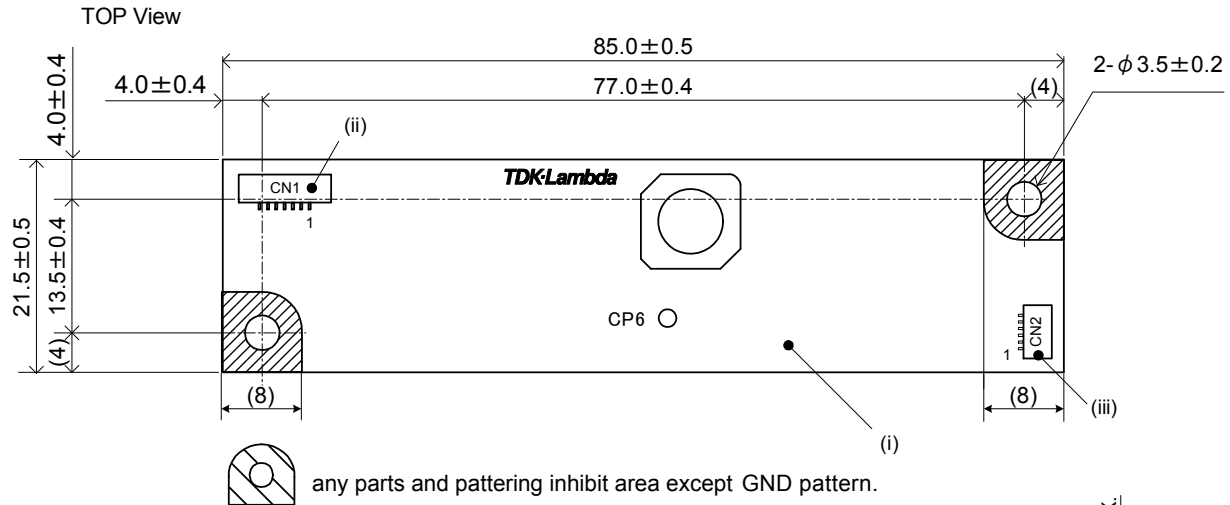 TOP View
85.0±0.5
4.0±0.4
77.0±0.4
(4)
2-φ3.5±0.2
4.0±0.4
(ii)
CN1
1
TDK·Lambda
21.5±0.5
13.5±0.4
(4)
CP6
CN2
1
(8)
(8)
(iii)
(i)
any parts and pattering inhibit area except GND pattern.